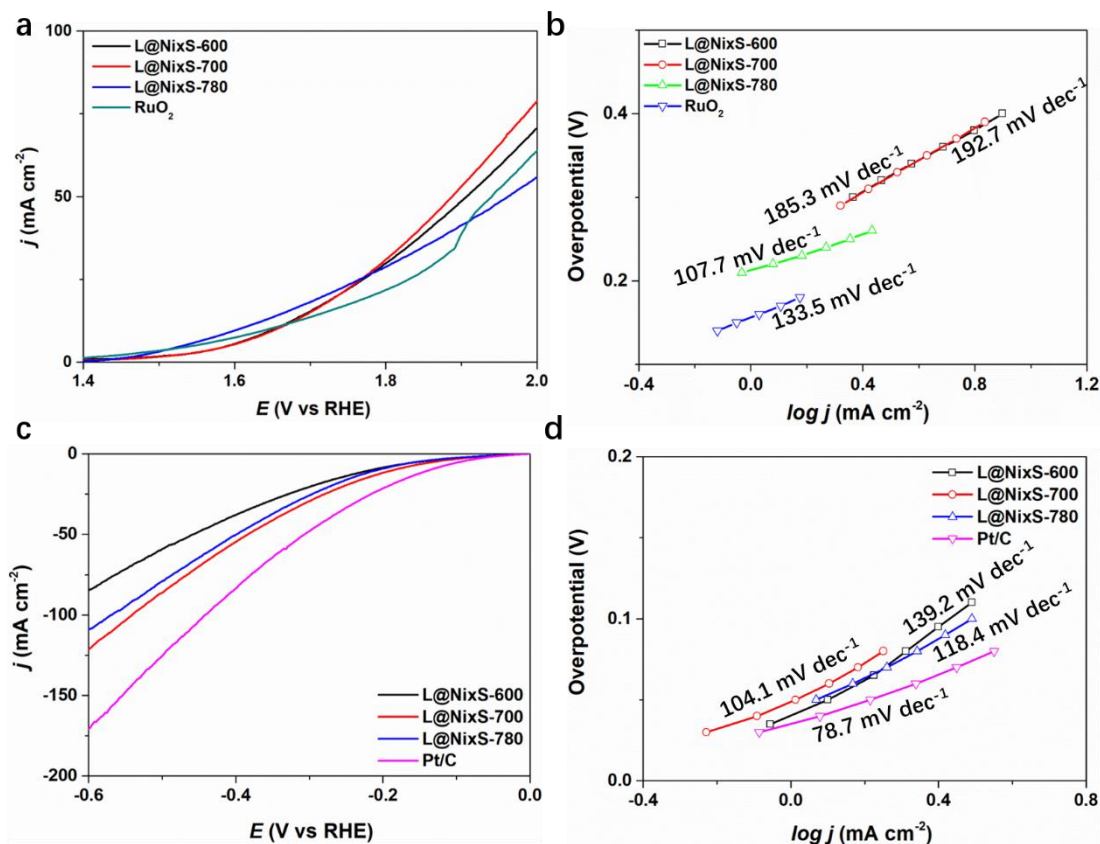 a
100
50
0
j (mA cm⁻²)
L@NixS-600
L@NixS-700
L@NixS-780
RuO₂
1.4
1.6
1.8
2.0
E (V vs RHE)
b
L@NixS-600
L@NixS-700
L@NixS-780
RuO₂
0.4
0.2
Overpotential (V)
192.7 mV dec⁻¹
185.3 mV dec⁻¹
107.7 mV dec⁻¹
133.5 mV dec⁻¹
-0.4
0.0
0.4
0.8
1.2
log j (mA cm⁻²)
c
0
-50
-100
-150
-200
j (mA cm⁻²)
L@NixS-600
L@NixS-700
L@NixS-780
Pt/C
-0.6
-0.4
-0.2
0.0
E (V vs RHE)
d
0.2
0.1
0.0
Overpotential (V)
L@NixS-600
L@NixS-700
L@NixS-780
Pt/C
139.2 mV dec⁻¹
118.4 mV dec⁻¹
104.1 mV dec⁻¹
78.7 mV dec⁻¹
0.0
0.4
0.8
log j (mA cm⁻²)